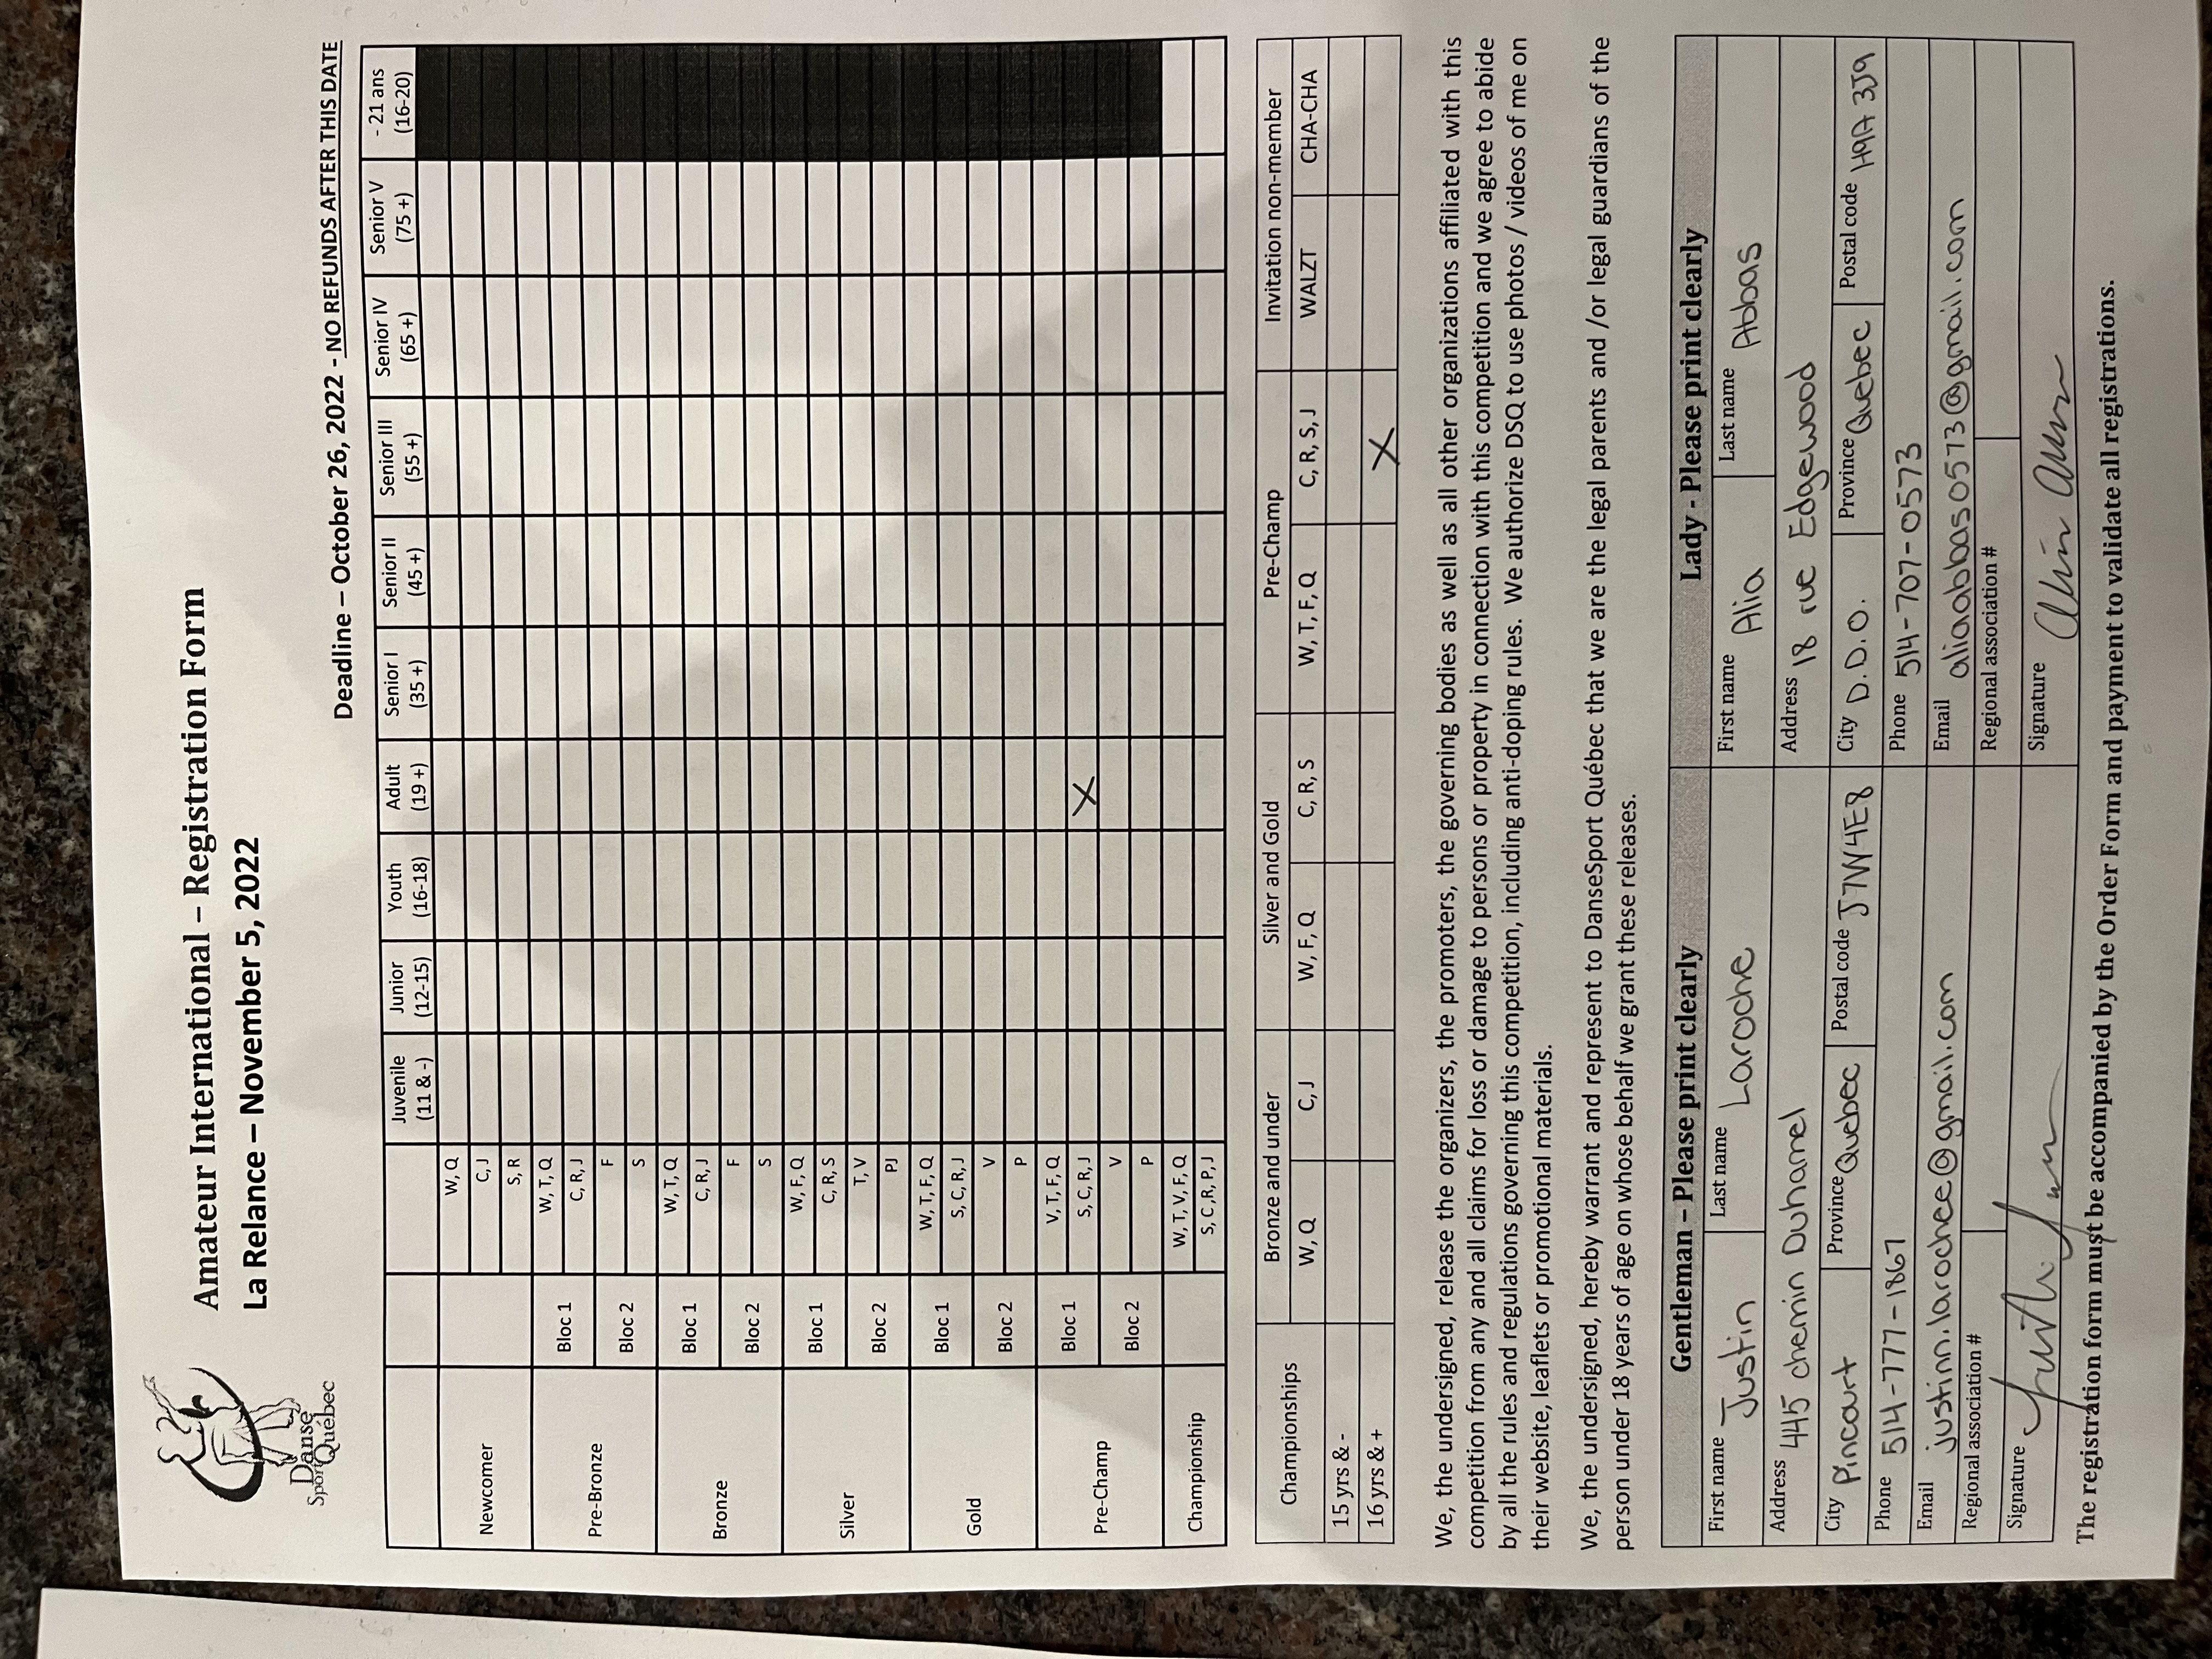 Danse
Sport Québec
Amateur International – Registration Form
La Relance – November 5, 2022
Deadline – October 26, 2022 - NO REFUNDS AFTER THIS DATE
Juvenile (11 & -) Junior (12-15) Youth (16-18) Adult (19 +) Senior I (35 +) Senior II (45 +) Senior III (55 +) Senior IV (65 +) Senior V (75 +) - 21 ans (16-20)
Newcomer
W, Q
C, J
S, R
Pre-Bronze
Bloc 1
W, T, Q
C, R, J
Bloc 2
F
S
Bronze
Bloc 1
W, T, Q
C, R, J
Bloc 2
F
S
Silver
Bloc 1
W, F, Q
C, R, S
Bloc 2
T, V
PJ
Gold
Bloc 1
W, T, F, Q
S, C, R, J
Bloc 2
V
P
Pre-Champ
Bloc 1
V, T, F, Q
S, C, R, J X
Bloc 2
V
P
Championship
W, T, V, F, Q
S, C ,R, P, J
Championships Bronze and under Silver and Gold Pre-Champ Invitation non-member
W, Q C, J W, F, Q C, R, S W, T, F, Q C, R, S, J WALZT CHA-CHA
15 yrs & -
16 yrs & + X
We, the undersigned, release the organizers, the promoters, the governing bodies as well as all other organizations affiliated with this
competition from any and all claims for loss or damage to persons or property in connection with this competition and we agree to abide
by all the rules and regulations governing this competition, including anti-doping rules. We authorize DSQ to use photos / videos of me on
their website, leaflets or promotional materials.
We, the undersigned, hereby warrant and represent to DanseSport Québec that we are the legal parents and /or legal guardians of the
person under 18 years of age on whose behalf we grant these releases.
Gentleman – Please print clearly
First name Justin Last name Laroche
Address 445 chemin Duhamel
City Pincourt Province Quebec Postal code J7W4E8
Phone 514-777-1867
Email justinn.larochee@gmail.com
Regional association #
Signature
Lady - Please print clearly
First name Alia Last name Abbas
Address 18 rue Edgewood
City D.D.O. Province Quebec Postal code H9A 3J9
Phone 514-707-0573
Email aliaabbas0573@gmail.com
Regional association #
Signature
The registration form must be accompanied by the Order Form and payment to validate all registrations.